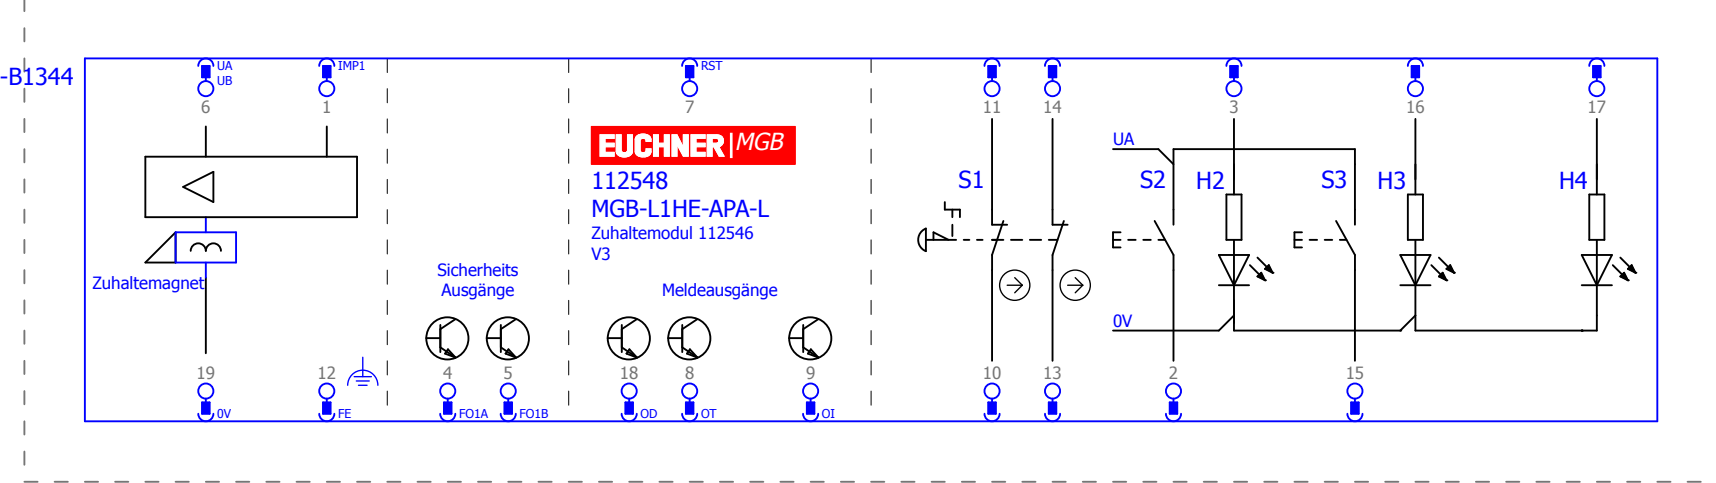 -B1344
UA
UB
6
IMP1
1
RST
7
11
14
3
16
17
EUCHNER MGB
112548
MGB-L1HE-APA-L
Zuhaltemodul 112546
V3
UA
S1
S2
H2
S3
H3
H4
Zuhaltemagnet
Sicherheits
Ausgänge
Meldeausgänge
0V
19
12
4
5
18
8
9
10
13
2
15
0V
FE
FO1A
FO1B
OD
OT
OI